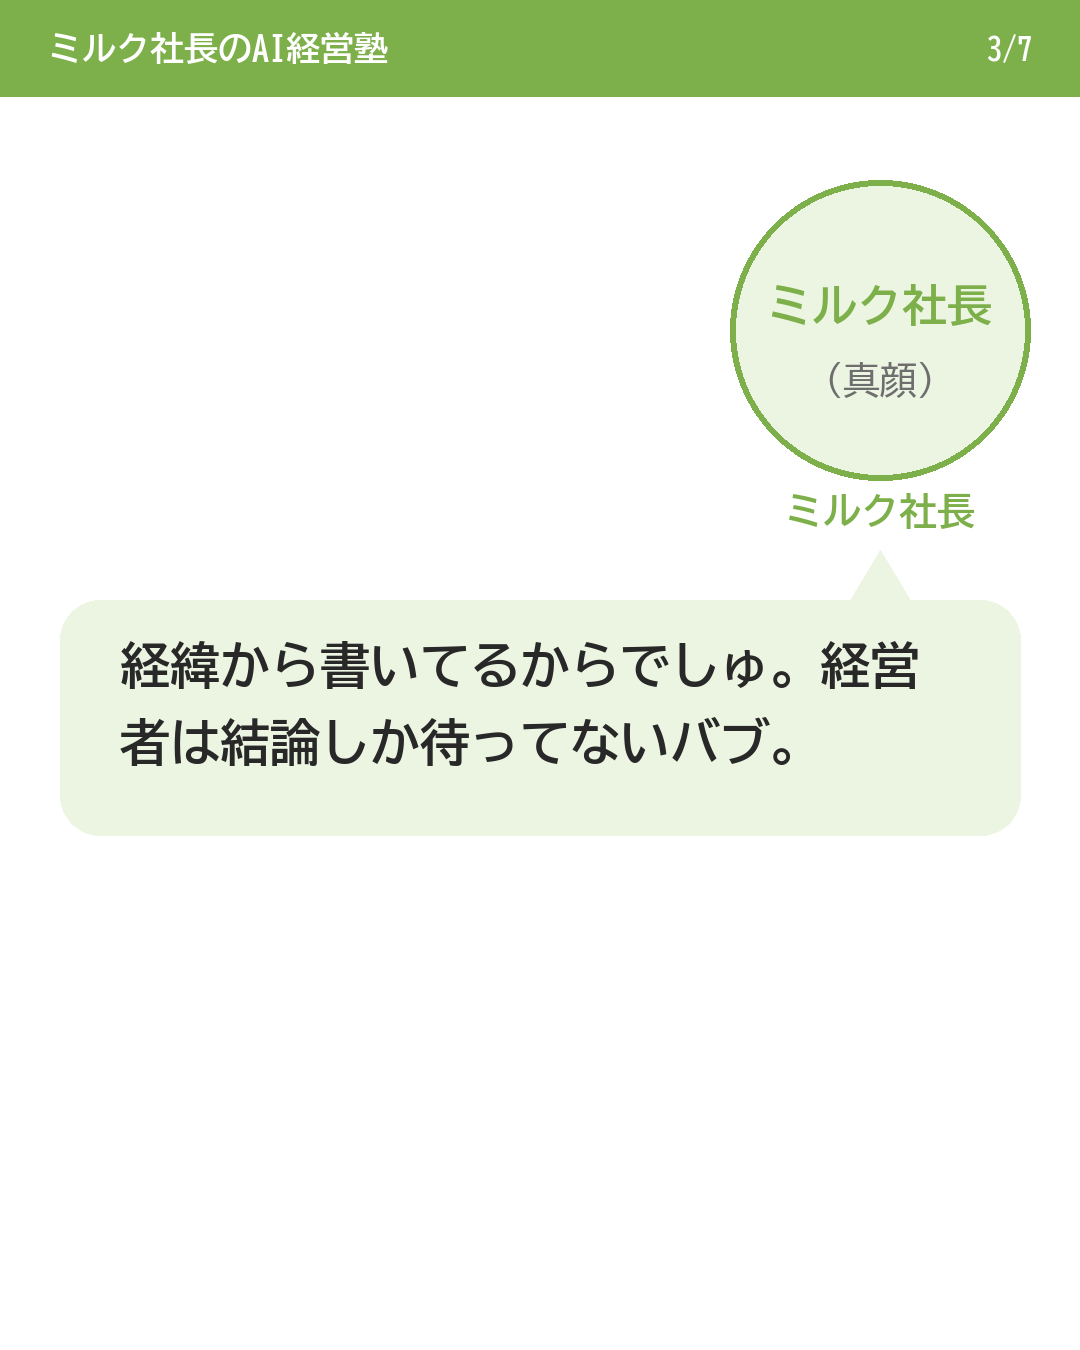 ミルク社長のAI経営塾
3/7
ミルク社長
（真顔）
ミルク社長
経緯から書いてるからでしゅ。経営
者は結論しか待ってないバブ。